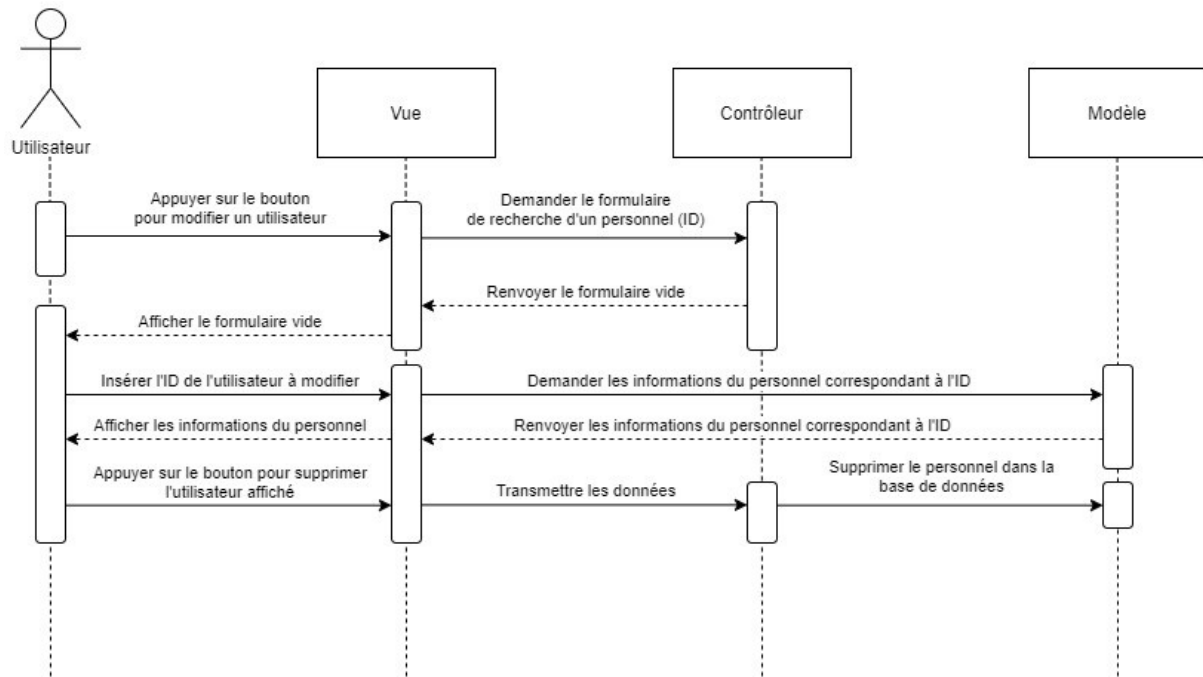 Utilisateur
Vue
Contrôleur
Modèle
Appuyer sur le bouton
pour modifier un utilisateur
Demander le formulaire
de recherche d'un personnel (ID)
Renvoyer le formulaire vide
Afficher le formulaire vide
Insérer l'ID de l'utilisateur à modifier
Demander les informations du personnel correspondant à l'ID
Afficher les informations du personnel
Renvoyer les informations du personnel correspondant à l'ID
Appuyer sur le bouton pour supprimer
l'utilisateur affiché
Transmettre les données
Supprimer le personnel dans la
base de données